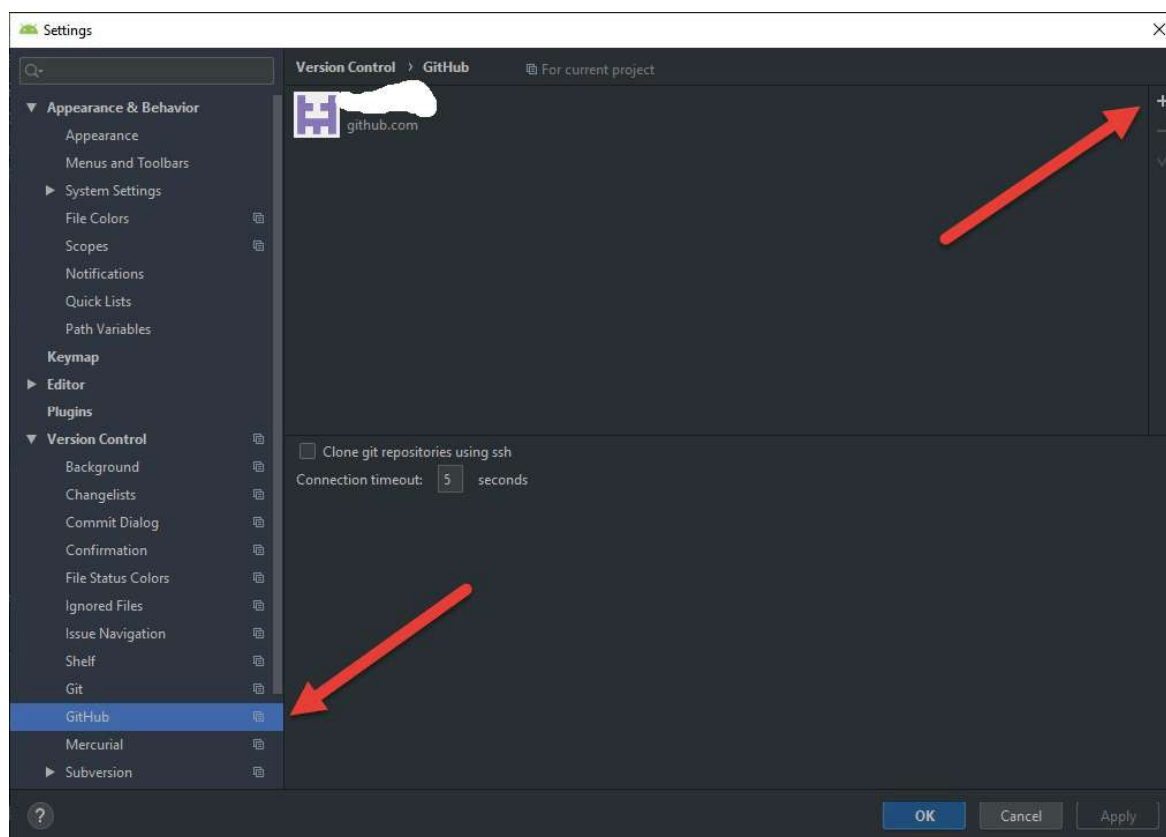 Settings
Version Control › GitHub
For current project
Appearance & Behavior
Appearance
Menus and Toolbars
System Settings
File Colors
Scopes
Notifications
Quick Lists
Path Variables
Keymap
Editor
Plugins
Version Control
Background
Changelists
Commit Dialog
Confirmation
File Status Colors
Ignored Files
Issue Navigation
Shelf
Git
GitHub
Mercurial
Subversion
github.com
Clone git repositories using ssh
Connection timeout: 5 seconds
?
OK
Cancel
Apply